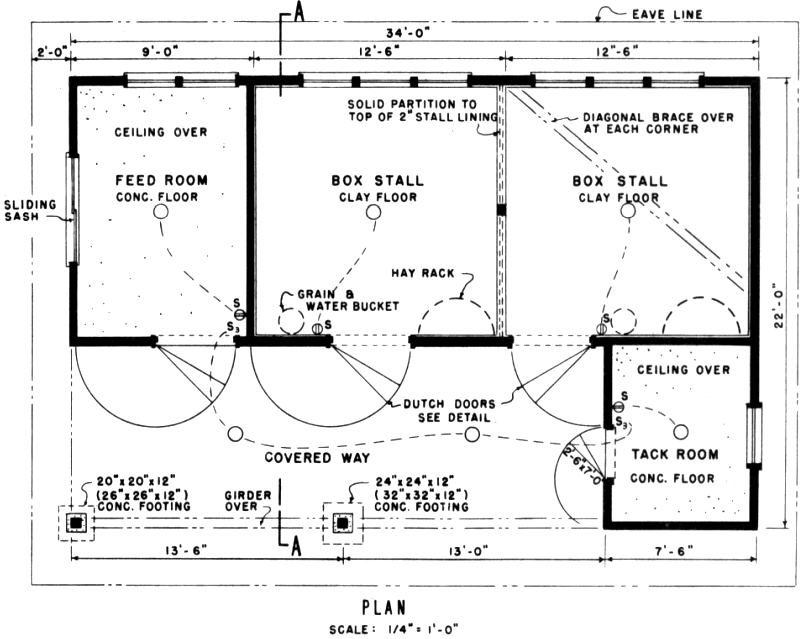 A
EAVE LINE
34'-0"
2'-0"
9'-0"
12'-6"
12'-6"
SOLID PARTITION TO
TOP OF 2" STALL LINING
DIAGONAL BRACE OVER
AT EACH CORNER
CEILING OVER
FEED ROOM
CONC. FLOOR
BOX STALL
CLAY FLOOR
BOX STALL
CLAY FLOOR
SLIDING
SASH
HAY RACK
GRAIN &
WATER BUCKET
S
S3
S
S
22'-0"
CEILING OVER
DUTCH DOORS
SEE DETAIL
S
S3
TACK ROOM
CONC. FLOOR
2'-6"x7'-0"
COVERED WAY
20"x20"x12"
(26"x26"x12")
CONC. FOOTING
GIRDER
OVER
24"x24"x12"
(32"x32"x12")
CONC. FOOTING
A
13'-6"
13'-0"
7'-6"
PLAN
SCALE: 1/4" = 1'-0"